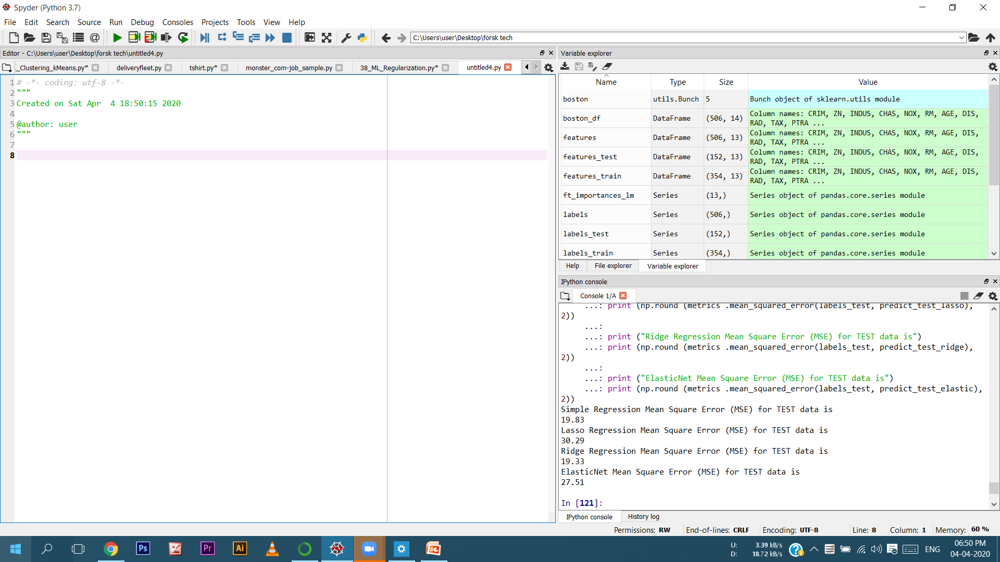 Spyder (Python 3.7)
File Edit Search Source Run Debug Consoles Projects Tools View Help
C:\Users\user\Desktop\forsk tech
Editor - C:\Users\user\Desktop\forsk tech\untitled4.py
_Clustering_kMeans.py* deliveryfleet.py tshirt.py* monster_com-job_sample.py 38_ML_Regularization.py* untitled4.py
1 # -*- coding: utf-8 -*-
2 """
3 Created on Sat Apr  4 18:50:15 2020
4
5 @author: user
6 """
7
8
Variable explorer
Name Type Size Value
boston utils.Bunch 5 Bunch object of sklearn.utils module
boston_df DataFrame (506, 14) Column names: CRIM, ZN, INDUS, CHAS, NOX, RM, AGE, DIS,
RAD, TAX, PTRA ...
features DataFrame (506, 13) Column names: CRIM, ZN, INDUS, CHAS, NOX, RM, AGE, DIS,
RAD, TAX, PTRA ...
features_test DataFrame (152, 13) Column names: CRIM, ZN, INDUS, CHAS, NOX, RM, AGE, DIS,
RAD, TAX, PTRA ...
features_train DataFrame (354, 13) Column names: CRIM, ZN, INDUS, CHAS, NOX, RM, AGE, DIS,
RAD, TAX, PTRA ...
ft_importances_lm Series (13,) Series object of pandas.core.series module
labels Series (506,) Series object of pandas.core.series module
labels_test Series (152,) Series object of pandas.core.series module
labels_train Series (354,) Series object of pandas.core.series module
Help File explorer Variable explorer
IPython console
Console 1/A
...: print (np.round (metrics .mean_squared_error(labels_test, predict_test_lasso),
2))
...:
...: print ("Ridge Regression Mean Square Error (MSE) for TEST data is")
...: print (np.round (metrics .mean_squared_error(labels_test, predict_test_ridge),
2))
...:
...: print ("ElasticNet Mean Square Error (MSE) for TEST data is")
...: print (np.round (metrics .mean_squared_error(labels_test, predict_test_elastic),
2))
Simple Regression Mean Square Error (MSE) for TEST data is
19.83
Lasso Regression Mean Square Error (MSE) for TEST data is
30.29
Ridge Regression Mean Square Error (MSE) for TEST data is
19.33
ElasticNet Mean Square Error (MSE) for TEST data is
27.51
In [121]:
IPython console History log
Permissions: RW End-of-lines: CRLF Encoding: UTF-8 Line: 8 Column: 1 Memory: 60 %
Ps Pr Ai
U: 3.39 kB/s
D: 18.72 kB/s
ENG
06:50 PM
04-04-2020